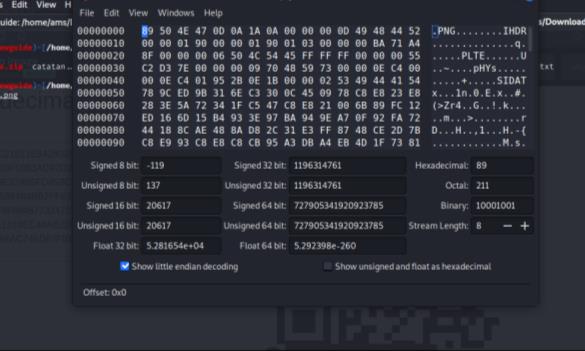 s Edit View
File Edit View Windows Help
uide: /home/ams/
s/Download
00000000 89 50 4E 47 0D 0A 1A 0A 00 00 00 0D 49 48 44 52 .PNG........IHDR
00000010 00 00 01 90 00 00 01 90 01 03 00 00 00 BA 71 A4 ..............q.
00000020 8F 00 00 00 06 50 4C 54 45 FF FF FF 00 00 00 55 .....PLTE......U
00000030 C2 D3 7E 00 00 00 09 70 48 59 73 00 00 0E C4 00 ..~....pHYs.....
00000040 00 0E C4 01 95 2B 0E 1B 00 00 02 53 49 44 41 54 .....+.....SIDAT
00000050 78 9C ED 9B 31 6E C3 30 0C 45 09 78 C8 E8 23 E8 x...1n.0.E.x..#.
00000060 28 3E 5A 72 34 1F C5 47 C8 E8 21 00 6B 89 FC 12 (>Zr4..G..!.k...
00000070 ED 16 6D 15 B4 93 3E 97 BA 94 9E A7 0F 92 FA 72 ..m...>........r
00000080 44 18 8C AE 48 8A D8 2C 31 E3 FF 87 48 CE 2D 7B D...H..,1...H.-{
00000090 C8 E9 93 C8 E8 C8 CB 95 A3 DB A4 EB 4D 1F 73 81 ............M.s.
)-[/home,
.zip catatan..
txt
)-[/home,
.png
Signed 8 bit: -119 Signed 32 bit: 1196314761 Hexadecimal: 89
Unsigned 8 bit: 137 Unsigned 32 bit: 1196314761 Octal: 211
Signed 16 bit: 20617 Signed 64 bit: 727905341920923785 Binary: 10001001
Unsigned 16 bit: 20617 Unsigned 64 bit: 727905341920923785 Stream Length: 8 − +
Float 32 bit: 5.281654e+04 Float 64 bit: 5.292398e-260
Show little endian decoding Show unsigned and float as hexadecimal
Offset: 0x0